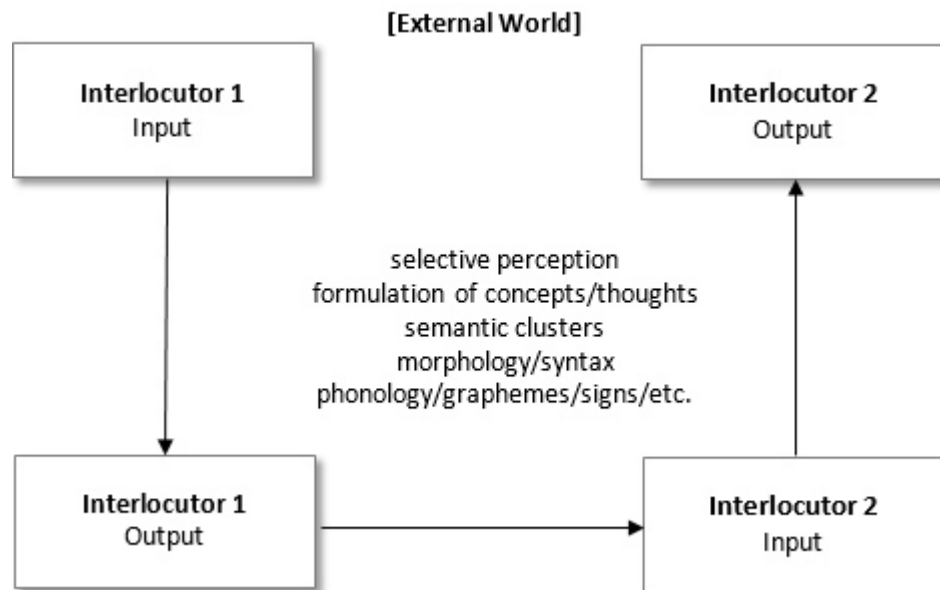 [External World]
Interlocutor 1
Input
Interlocutor 2
Output
selective perception
formulation of concepts/thoughts
semantic clusters
morphology/syntax
phonology/graphemes/signs/etc.
Interlocutor 1
Output
Interlocutor 2
Input